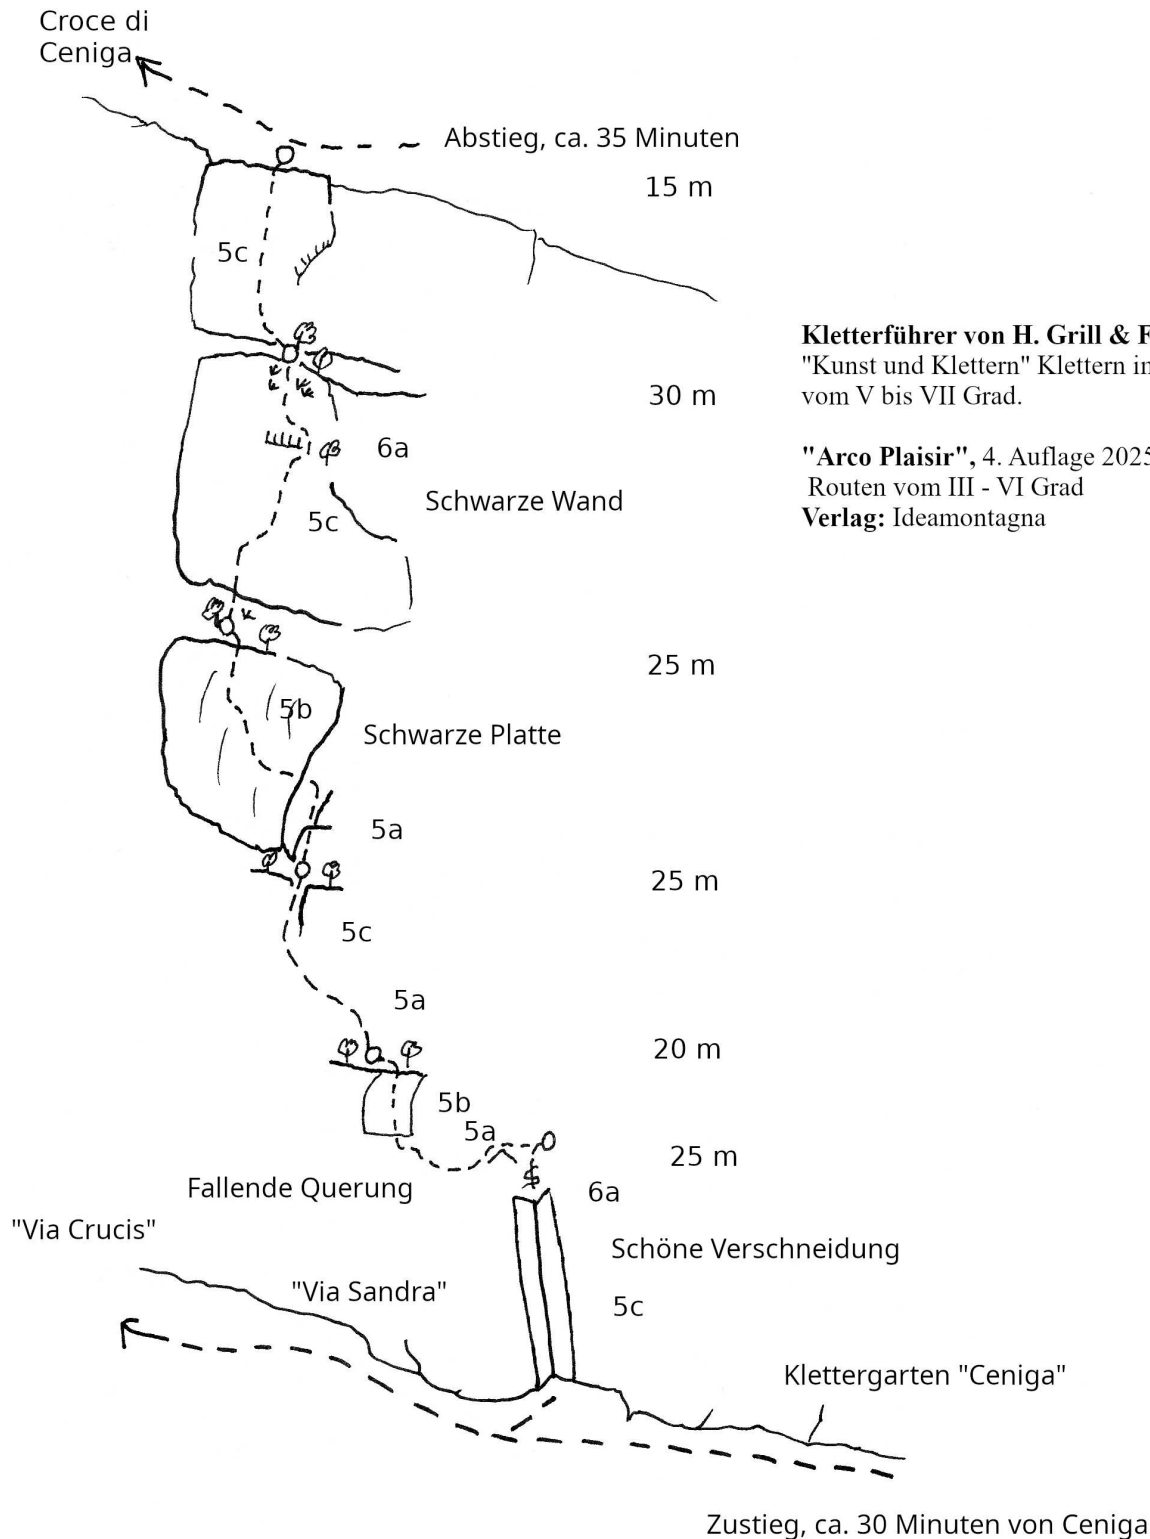 Croce di
Ceniga
Abstieg, ca. 35 Minuten
15 m
5c
Kletterführer von H. Grill & F
"Kunst und Klettern" Klettern in
vom V bis VII Grad.
30 m
6a
"Arco Plaisir", 4. Auflage 2025
Routen vom III - VI Grad
Verlag: Ideamontagna
Schwarze Wand
5c
25 m
5b
Schwarze Platte
5a
25 m
5c
5a
20 m
5b
5a
25 m
Fallende Querung
6a
"Via Crucis"
Schöne Verschneidung
"Via Sandra"
5c
Klettergarten "Ceniga"
Zustieg, ca. 30 Minuten von Ceniga